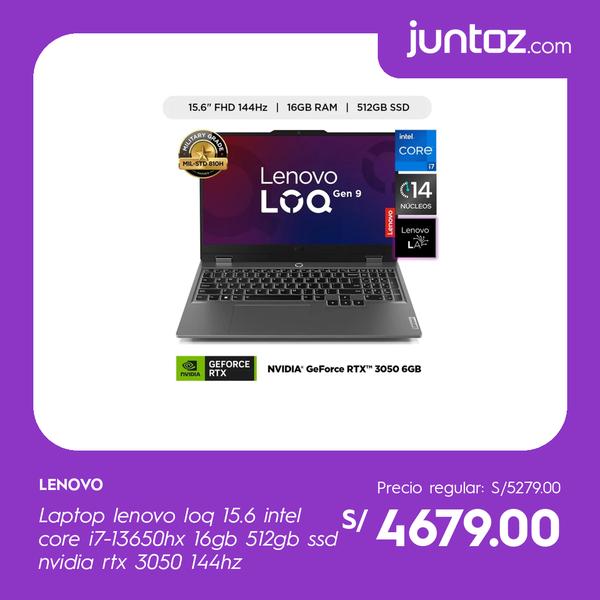 juntoz.com
15.6" FHD 144Hz | 16GB RAM | 512GB SSD
MILITARY GRADE
MIL-STD 810H
intel
CORE
i7
14
NÚCLEOS
Lenovo
LA
Lenovo
LOQ Gen 9
Lenovo
NVIDIA
GEFORCE
RTX
NVIDIA® GeForce RTX™ 3050 6GB
LENOVO
Laptop lenovo loq 15.6 intel
core i7-13650hx 16gb 512gb ssd
nvidia rtx 3050 144hz
Precio regular: S/5279.00
S/ 4679.00